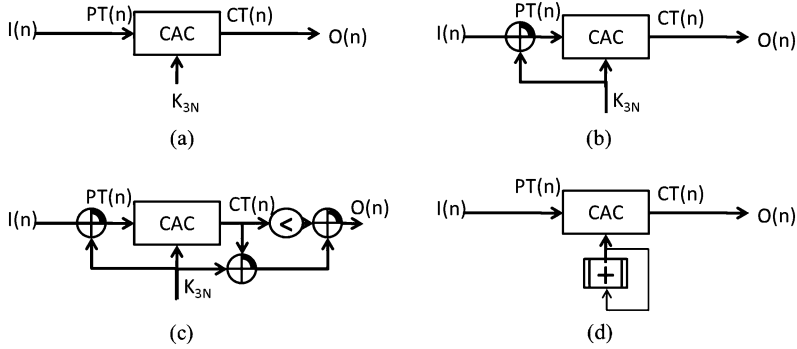 I(n) PT(n) CAC CT(n) O(n)
K3N
(a)
I(n) PT(n) CAC CT(n) O(n)
K3N
(b)
I(n) PT(n) CAC CT(n) < O(n)
K3N
(c)
I(n) PT(n) CAC CT(n) O(n)
+
(d)